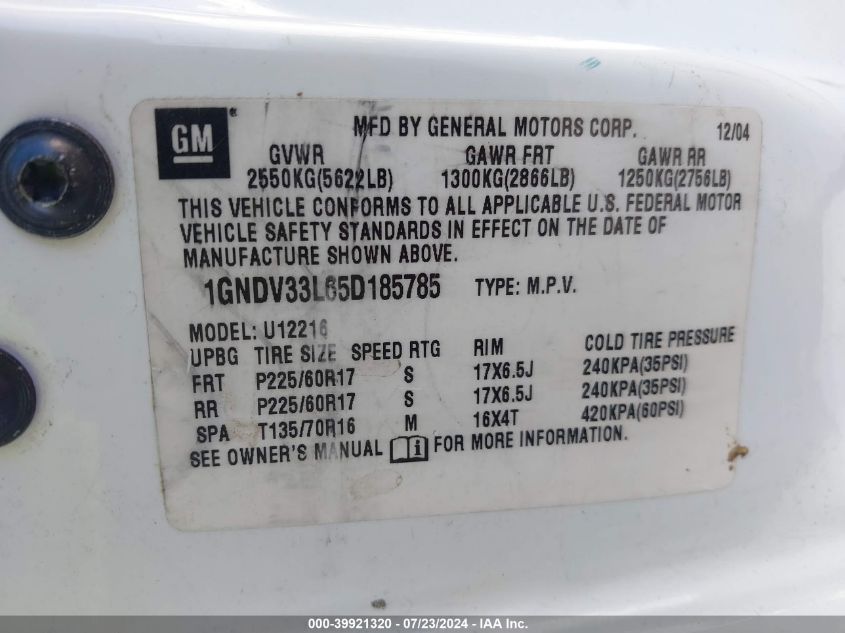 GM
MFD BY GENERAL MOTORS CORP. 12/04
GVWR GAWR FRT GAWR RR
2550KG(5622LB) 1300KG(2866LB) 1250KG(2756LB)
THIS VEHICLE CONFORMS TO ALL APPLICABLE U.S. FEDERAL MOTOR
VEHICLE SAFETY STANDARDS IN EFFECT ON THE DATE OF
MANUFACTURE SHOWN ABOVE.
1GNDV33L65D185785 TYPE: M.P.V.
MODEL: U12216
UPBG TIRE SIZE SPEED RTG RIM COLD TIRE PRESSURE
FRT P225/60R17 S 17X6.5J 240KPA(35PSI)
RR P225/60R17 S 17X6.5J 240KPA(35PSI)
SPA T135/70R16 M 16X4T 420KPA(60PSI)
SEE OWNER'S MANUAL i FOR MORE INFORMATION.
000-39921320 - 07/23/2024 - IAA Inc.